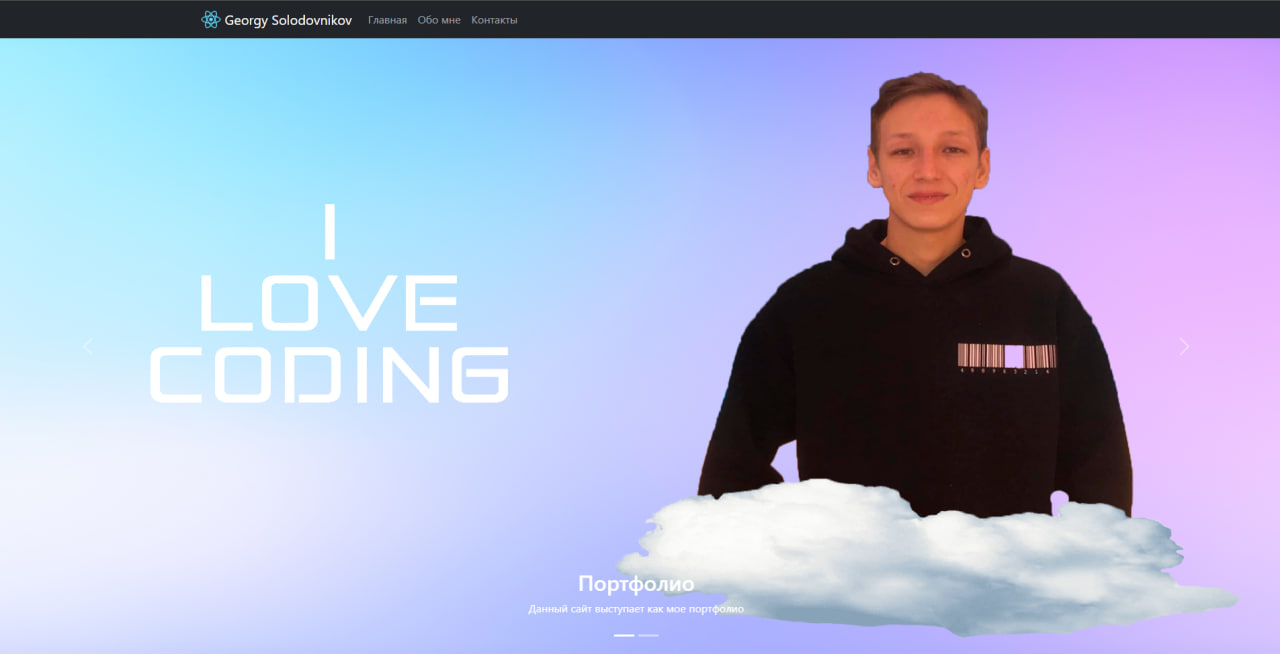 Georgy Solodovnikov Главная Обо мне Контакты
I
LOVE
CODING
Портфолио
Данный сайт выступает как мое портфолио